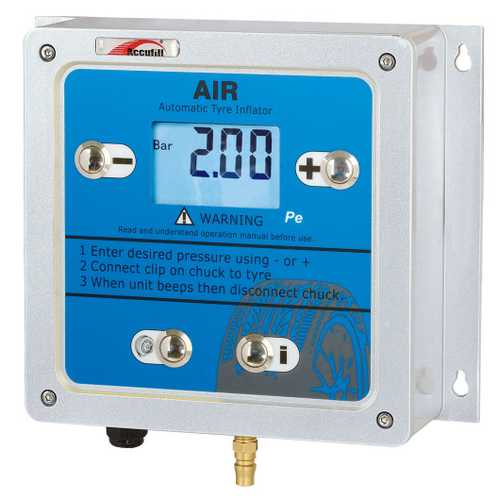 Accufill
AIR
Automatic Tyre Inflator
Bar 2.00
- +
WARNING Pe
Read and understand operation manual before use.
1 Enter desired pressure using - or +
2 Connect clip on chuck to tyre
3 When unit beeps then disconnect chuck.
i